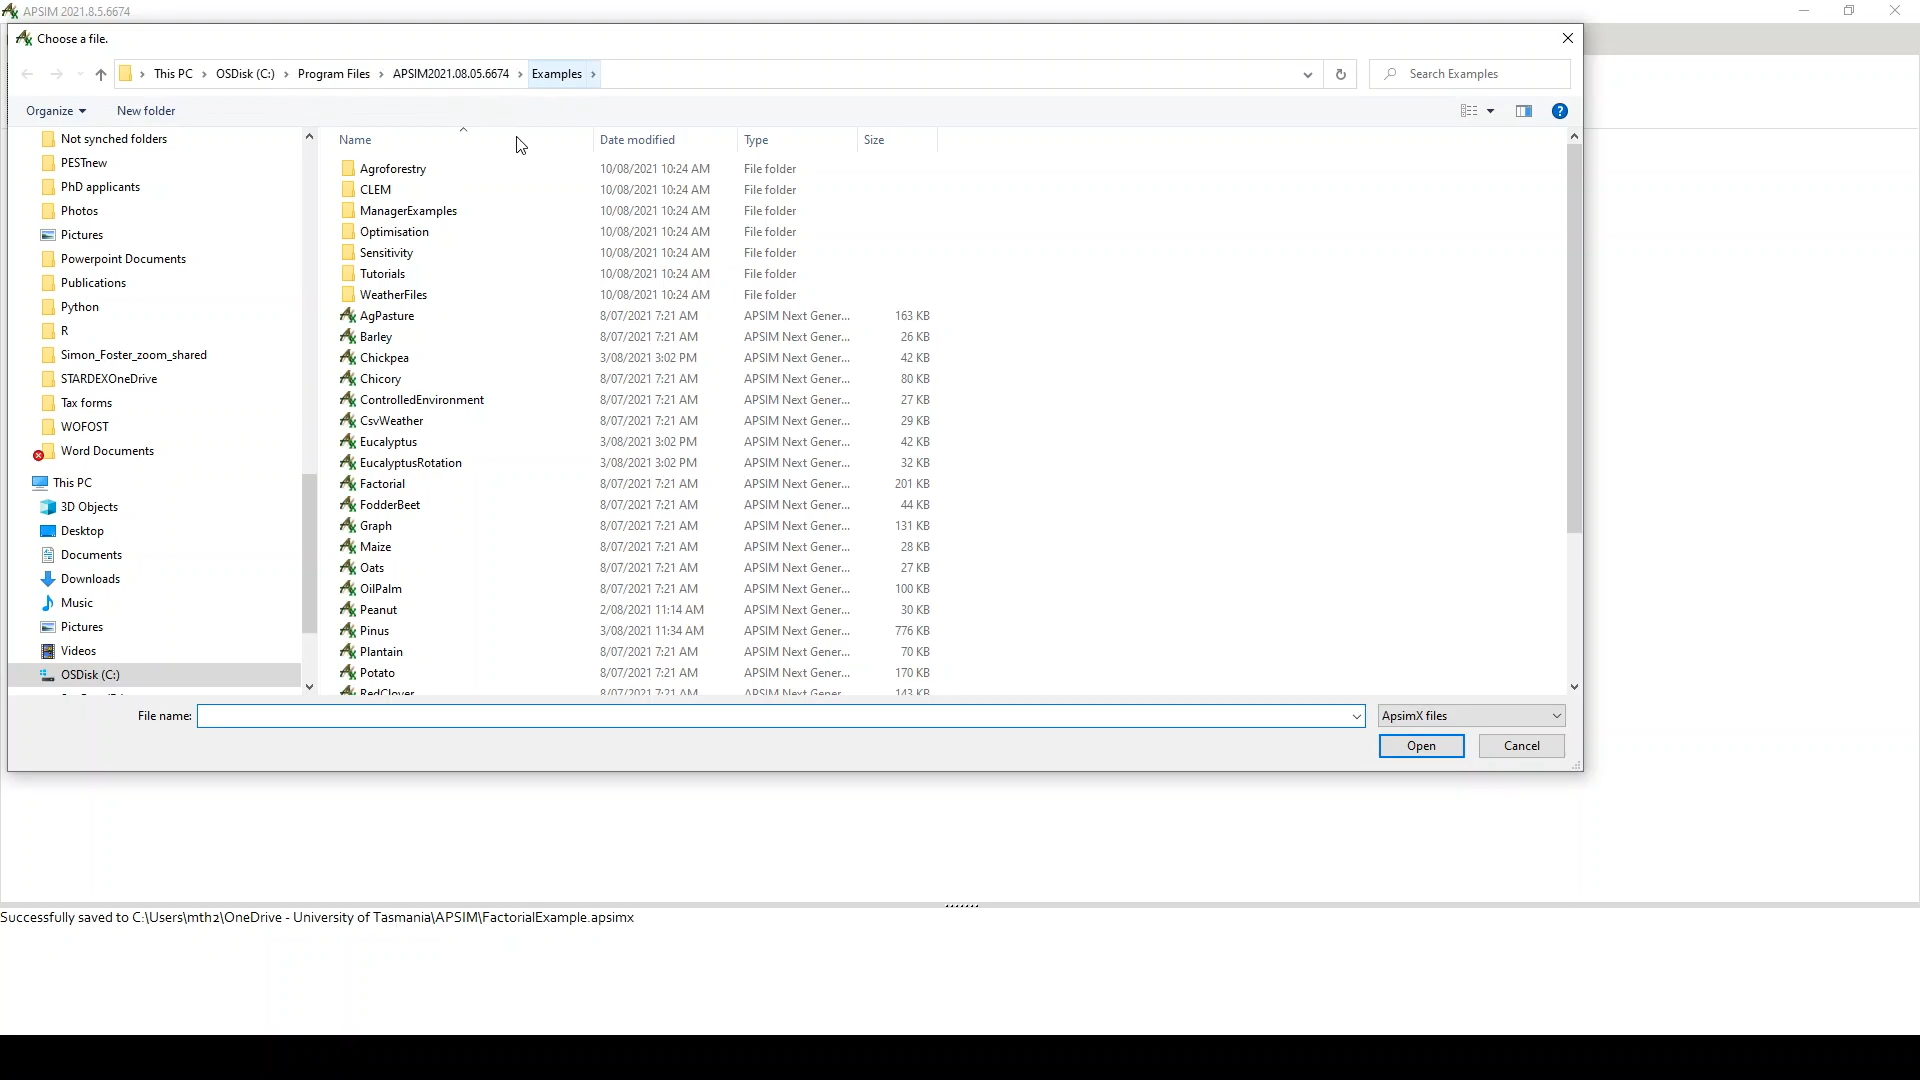 APSIM 2021.8.5.6674
Choose a file.
This PC > OSDisk (C:) > Program Files > APSIM2021.08.05.6674 > Examples >
Search Examples
Organize
New folder
Not synched folders
PESTnew
PhD applicants
Photos
Pictures
Powerpoint Documents
Publications
Python
R
Simon_Foster_zoom_shared
STARDEXOneDrive
Tax forms
WOFOST
Word Documents
This PC
3D Objects
Desktop
Documents
Downloads
Music
Pictures
Videos
OSDisk (C:)
Name Date modified Type Size
Agroforestry 10/08/2021 10:24 AM File folder
CLEM 10/08/2021 10:24 AM File folder
ManagerExamples 10/08/2021 10:24 AM File folder
Optimisation 10/08/2021 10:24 AM File folder
Sensitivity 10/08/2021 10:24 AM File folder
Tutorials 10/08/2021 10:24 AM File folder
WeatherFiles 10/08/2021 10:24 AM File folder
AgPasture 8/07/2021 7:21 AM APSIM Next Gener... 163 KB
Barley 8/07/2021 7:21 AM APSIM Next Gener... 26 KB
Chickpea 3/08/2021 3:02 PM APSIM Next Gener... 42 KB
Chicory 8/07/2021 7:21 AM APSIM Next Gener... 80 KB
ControlledEnvironment 8/07/2021 7:21 AM APSIM Next Gener... 27 KB
CsvWeather 8/07/2021 7:21 AM APSIM Next Gener... 29 KB
Eucalyptus 3/08/2021 3:02 PM APSIM Next Gener... 42 KB
EucalyptusRotation 3/08/2021 3:02 PM APSIM Next Gener... 32 KB
Factorial 8/07/2021 7:21 AM APSIM Next Gener... 201 KB
FodderBeet 8/07/2021 7:21 AM APSIM Next Gener... 44 KB
Graph 8/07/2021 7:21 AM APSIM Next Gener... 131 KB
Maize 8/07/2021 7:21 AM APSIM Next Gener... 28 KB
Oats 8/07/2021 7:21 AM APSIM Next Gener... 27 KB
OilPalm 8/07/2021 7:21 AM APSIM Next Gener... 100 KB
Peanut 2/08/2021 11:14 AM APSIM Next Gener... 30 KB
Pinus 3/08/2021 11:34 AM APSIM Next Gener... 776 KB
Plantain 8/07/2021 7:21 AM APSIM Next Gener... 70 KB
Potato 8/07/2021 7:21 AM APSIM Next Gener... 170 KB
RedClover 8/07/2021 7:21 AM APSIM Next Gener... 143 KB
File name:
ApsimX files
Open
Cancel
Successfully saved to C:\Users\mth2\OneDrive - University of Tasmania\APSIM\FactorialExample.apsimx